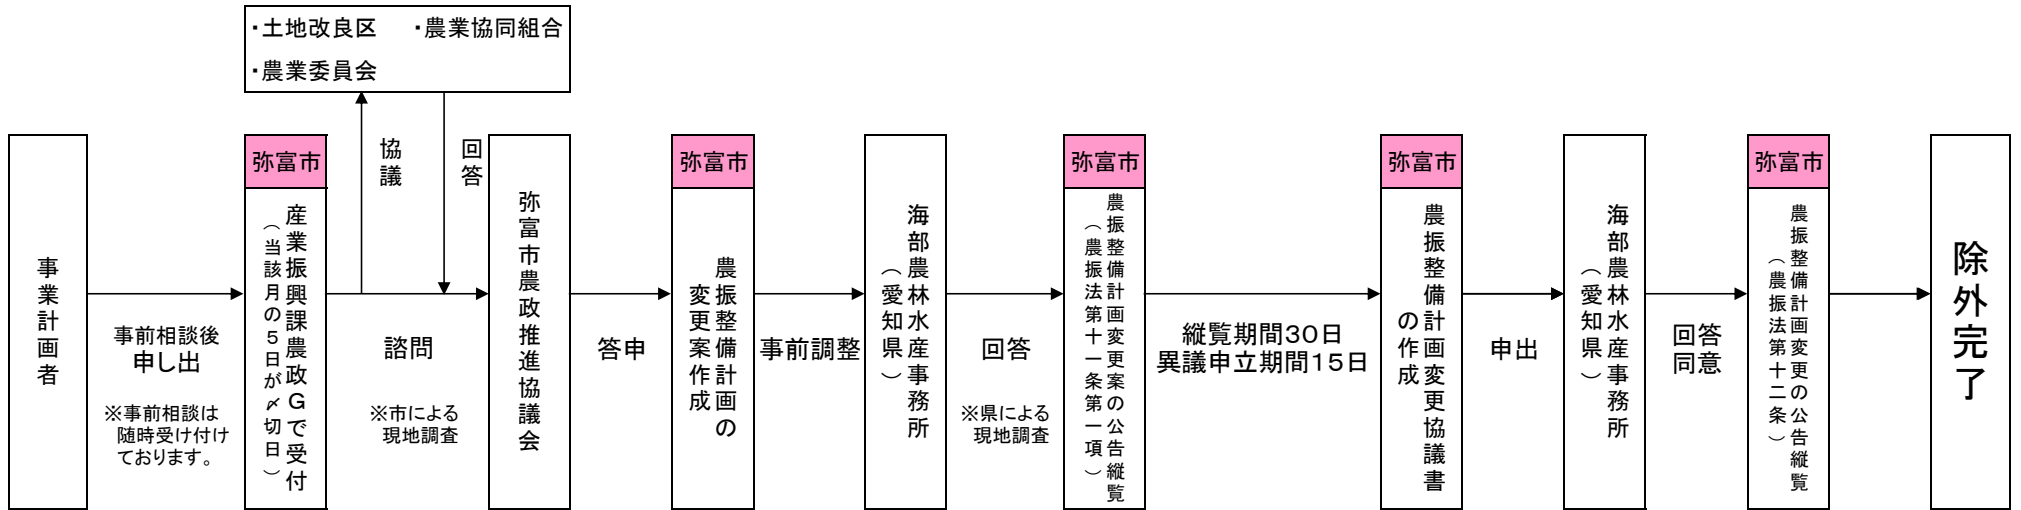 ・土地改良区　・農業協同組合
・農業委員会
協議
回答
事業計画者
事前相談後
申し出
※事前相談は
随時受け付け
ております。
弥富市
産業振興課農政Gで受付
（当該月の５日が〆切日）
諮問
※市による
現地調査
弥富市農政推進協議会
答申
弥富市
農振整備計画の
変更案作成
事前調整
海部農林水産事務所
（愛知県）
回答
※県による
現地調査
弥富市
農振整備計画変更案の公告縦覧
（農振法第十一条第一項）
縦覧期間30日
異議申立期間15日
弥富市
農振整備計画変更協議書
の作成
申出
海部農林水産事務所
（愛知県）
回答
同意
弥富市
農振整備計画変更の公告縦覧
（農振法第十二条）
除外完了